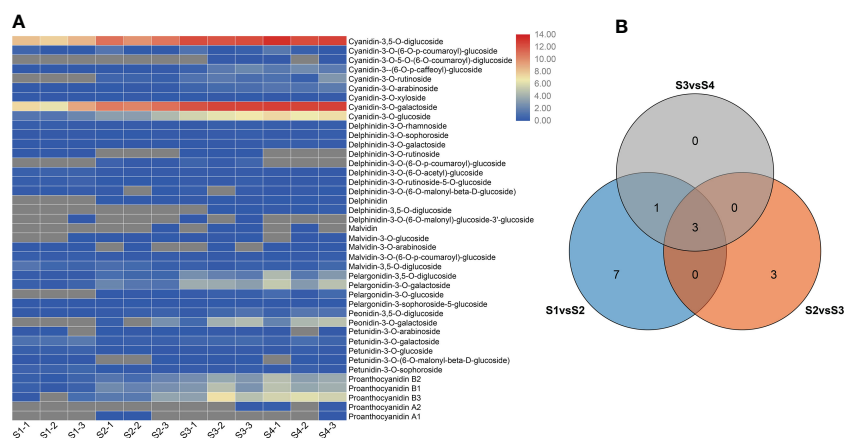 A
B
Cyanidin-3,5-O-diglucoside
Cyanidin-3-O-(6-O-p-coumaroyl)-glucoside
Cyanidin-3-O-5-O-(6-O-coumaroyl)-diglucoside
Cyanidin-3--(6-O-p-caffeoyl)-glucoside
Cyanidin-3-O-rutinoside
Cyanidin-3-O-arabinoside
Cyanidin-3-O-xyloside
Cyanidin-3-O-galactoside
Cyanidin-3-O-glucoside
Delphinidin-3-O-rhamnoside
Delphinidin-3-O-sophoroside
Delphinidin-3-O-galactoside
Delphinidin-3-O-rutinoside
Delphinidin-3-O-(6-O-p-coumaroyl)-glucoside
Delphinidin-3-O-(6-O-acetyl)-glucoside
Delphinidin-3-O-rutinoside-5-O-glucoside
Delphinidin-3-O-(6-O-malonyl-beta-D-glucoside)
Delphinidin
Delphinidin-3,5-O-diglucoside
Delphinidin-3-O-(6-O-malonyl)-glucoside-3'-glucoside
Malvidin
Malvidin-3-O-glucoside
Malvidin-3-O-arabinoside
Malvidin-3-O-(6-O-p-coumaroyl)-glucoside
Malvidin-3,5-O-diglucoside
Pelargonidin-3,5-O-diglucoside
Pelargonidin-3-O-galactoside
Pelargonidin-3-O-glucoside
Pelargonidin-3-sophoroside-5-glucoside
Peonidin-3,5-O-diglucoside
Peonidin-3-O-galactoside
Petunidin-3-O-arabinoside
Petunidin-3-O-galactoside
Petunidin-3-O-glucoside
Petunidin-3-O-(6-O-malonyl-beta-D-glucoside)
Petunidin-3-O-sophoroside
Proanthocyanidin B2
Proanthocyanidin B1
Proanthocyanidin B3
Proanthocyanidin A2
Proanthocyanidin A1
S1-1 S1-2 S1-3 S2-1 S2-2 S2-3 S3-1 S3-2 S3-3 S4-1 S4-2 S4-3
14.00
12.00
10.00
8.00
6.00
4.00
2.00
0.00
S3vsS4
0
1
0
3
7
0
3
S1vsS2
S2vsS3